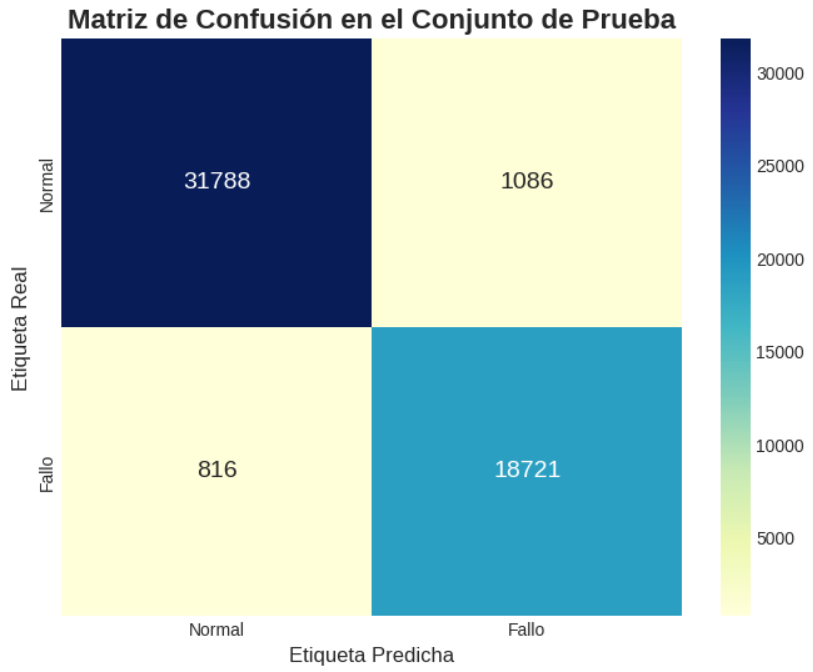 Matriz de Confusión en el Conjunto de Prueba
Etiqueta Real
Normal
31788
1086
Fallo
816
18721
Normal
Fallo
Etiqueta Predicha
30000
25000
20000
15000
10000
5000